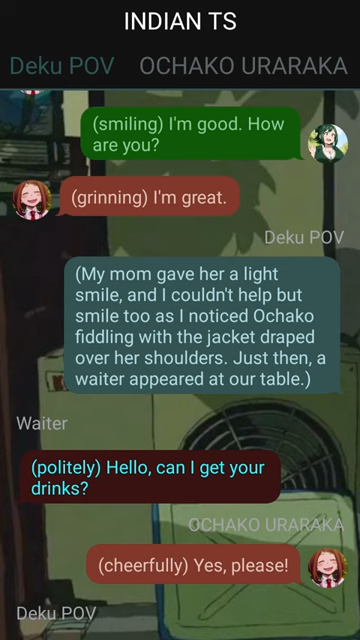 INDIAN TS
Deku POV OCHAKO URARAKA
(smiling) I'm good. How
are you?
(grinning) I'm great.
Deku POV
(My mom gave her a light
smile, and I couldn't help but
smile too as I noticed Ochako
fiddling with the jacket draped
over her shoulders. Just then, a
waiter appeared at our table.)
Waiter
(politely) Hello, can I get your
drinks?
OCHAKO URARAKA
(cheerfully) Yes, please!
Deku POV